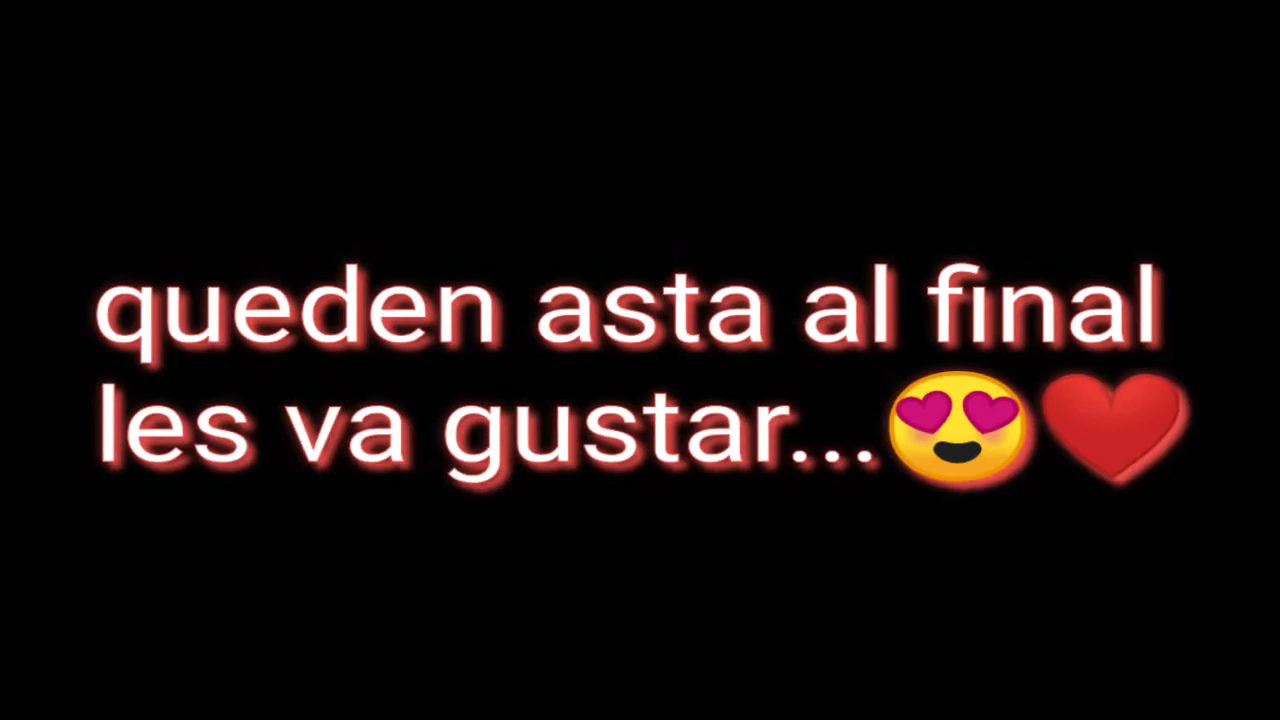 queden asta al final
les va gustar...😍❤️